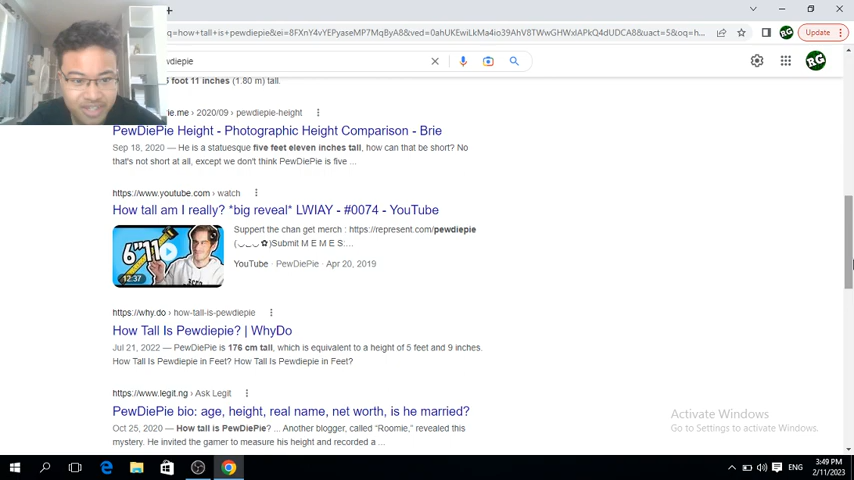 q=how+tall+is+pewdiepie&ei=8FXnY4vYEPyaseMP7MqByA8&ved=0ahUKEwiLkMa4io39AhV8TWwGHWxlAPkQ4dUDCA8&uact=5&oq=h...
Update
wdiepie
RG
5 foot 11 inches (1.80 m) tall.
ie.me › 2020/09 › pewdiepie-height
PewDiePie Height - Photographic Height Comparison - Brie
Sep 18, 2020 — He is a statuesque five feet eleven inches tall, how can that be short? No
that's not short at all, except we don't think PewDiePie is five ...
https://www.youtube.com › watch
How tall am I really? *big reveal* LWIAY - #0074 - YouTube
6"11
12:37
Suppert the chan get merch : https://represent.com/pewdiepie
(◡‿◡✿)Submit M E M E S:...
YouTube · PewDiePie · Apr 20, 2019
https://why.do › how-tall-is-pewdiepie
How Tall Is Pewdiepie? | WhyDo
Jul 21, 2022 — PewDiePie is 176 cm tall, which is equivalent to a height of 5 feet and 9 inches.
How Tall Is Pewdiepie in Feet? How Tall Is Pewdiepie in Feet?
https://www.legit.ng › Ask Legit
PewDiePie bio: age, height, real name, net worth, is he married?
Oct 25, 2020 — How tall is PewDiePie? ... Another blogger, called "Roomie," revealed this
mystery. He invited the gamer to measure his height and recorded a ...
Activate Windows
Go to Settings to activate Windows.
ENG
3:49 PM
2/11/2023